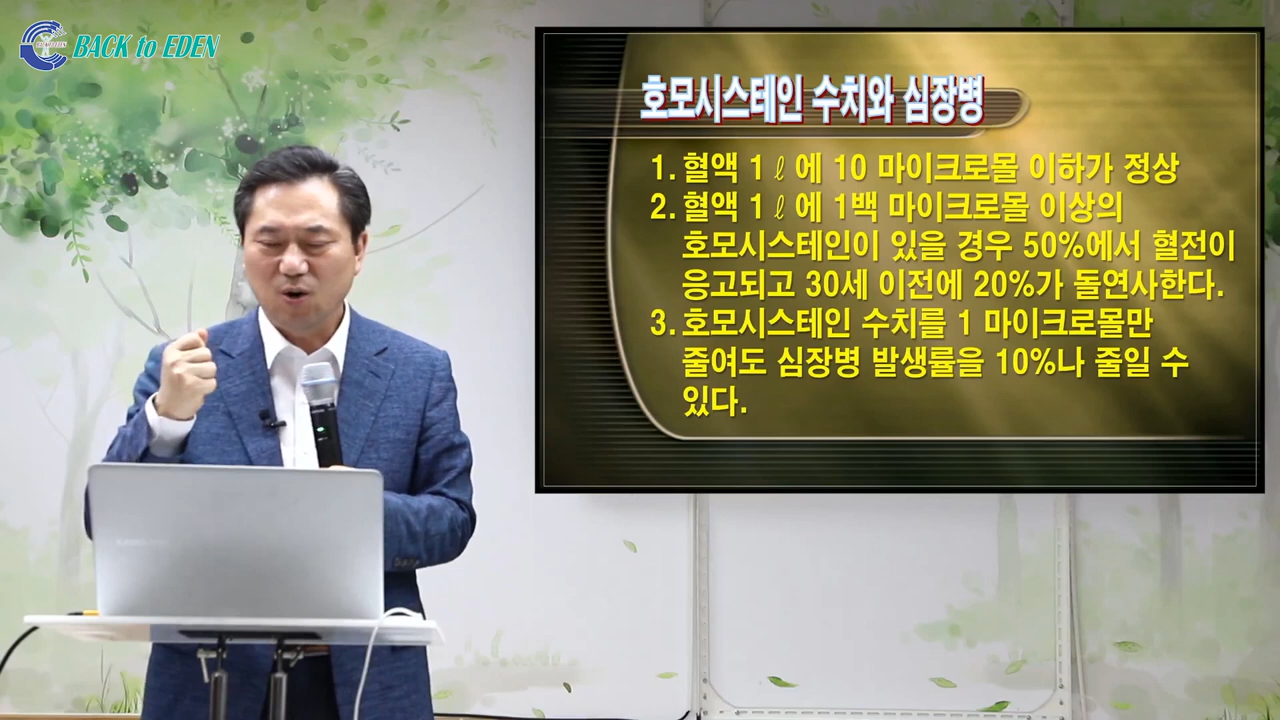 BACK to EDEN
호모시스테인 수치와 심장병
1. 혈액 1ℓ에 10 마이크로몰 이하가 정상
2. 혈액 1ℓ에 1백 마이크로몰 이상의
호모시스테인이 있을 경우 50%에서 혈전이
응고되고 30세 이전에 20%가 돌연사한다.
3. 호모시스테인 수치를 1 마이크로몰만
줄여도 심장병 발생률을 10%나 줄일 수
있다.